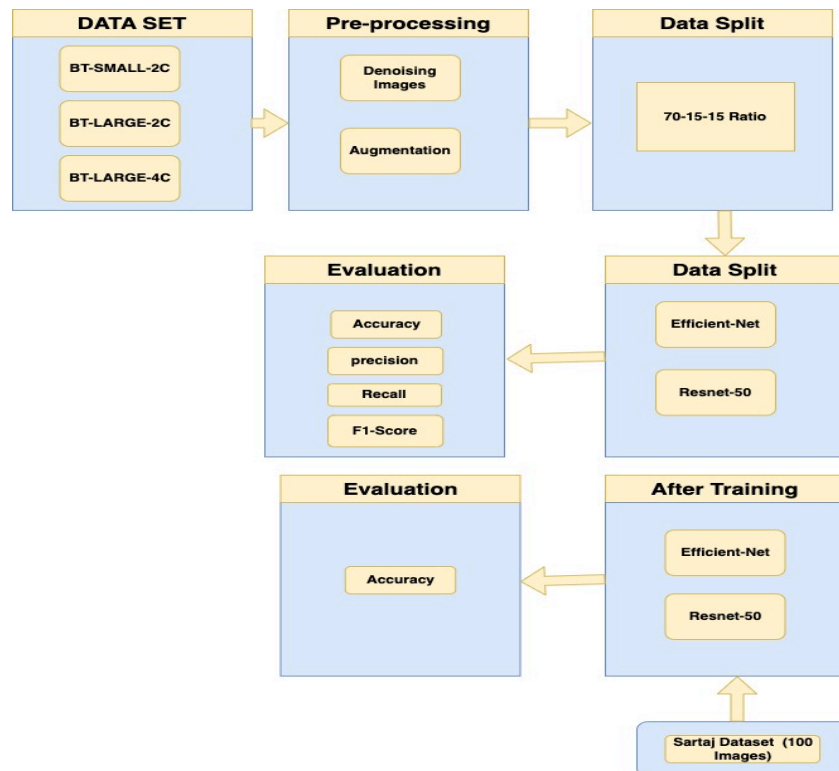 DATA SET
BT-SMALL-2C
BT-LARGE-2C
BT-LARGE-4C
Pre-processing
Denoising
Images
Augmentation
Data Split
70-15-15 Ratio
Data Split
Efficient-Net
Resnet-50
Evaluation
Accuracy
precision
Recall
F1-Score
After Training
Efficient-Net
Resnet-50
Evaluation
Accuracy
Sartaj Dataset (100
Images)